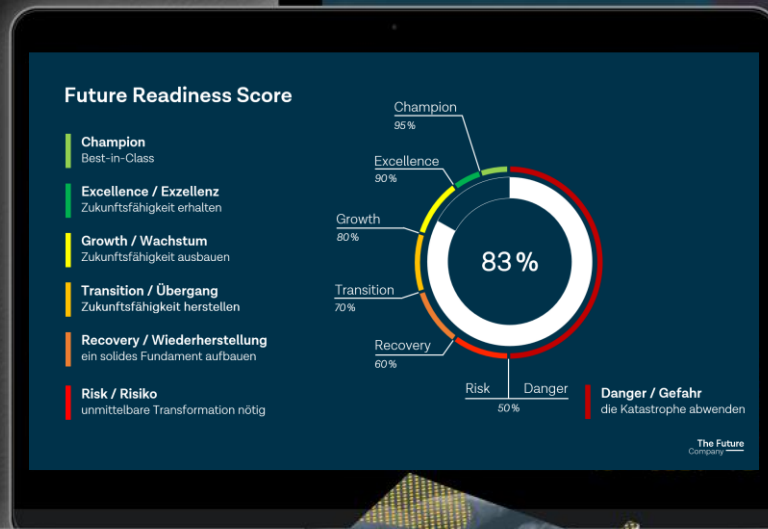 Future Readiness Score
Champion
Best-in-Class
Excellence / Exzellenz
Zukunftsfähigkeit erhalten
Growth / Wachstum
Zukunftsfähigkeit ausbauen
Transition / Übergang
Zukunftsfähigkeit herstellen
Recovery / Wiederherstellung
ein solides Fundament aufbauen
Risk / Risiko
unmittelbare Transformation nötig
Champion
95%
Excellence
90%
Growth
80%
Transition
70%
Recovery
60%
Risk
Danger
50%
83%
Danger / Gefahr
die Katastrophe abwenden
The Future
Company